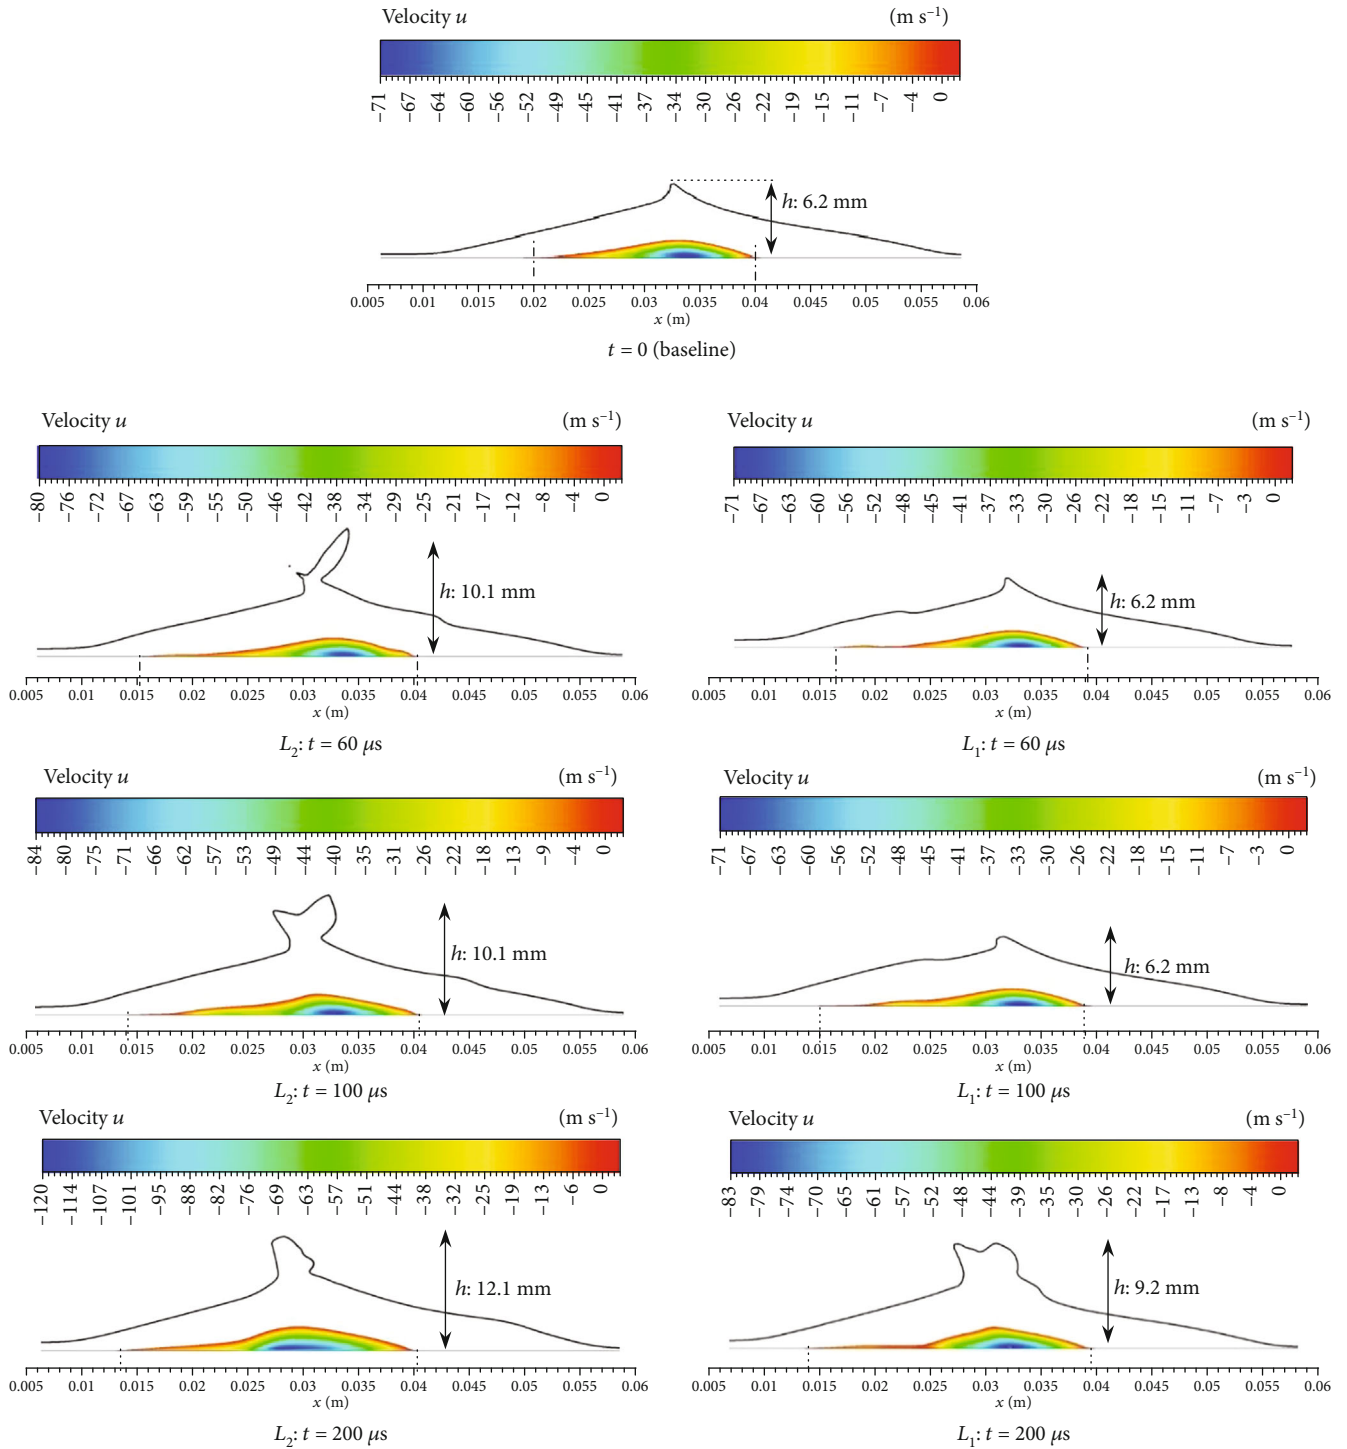 Velocity u (m s⁻¹)
−71 −67 −64 −60 −56 −52 −49 −45 −41 −37 −34 −30 −26 −22 −19 −15 −11 −7 −4 0
h: 6.2 mm
0.005 0.01 0.015 0.02 0.025 0.03 0.035 0.04 0.045 0.05 0.055 0.06
x (m)
t = 0 (baseline)
Velocity u (m s⁻¹) Velocity u (m s⁻¹)
−80 −76 −72 −67 −63 −59 −55 −50 −46 −42 −38 −34 −29 −25 −21 −17 −12 −8 −4 0 −71 −67 −63 −60 −56 −52 −48 −45 −41 −37 −33 −30 −26 −22 −18 −15 −11 −7 −3 0
h: 10.1 mm h: 6.2 mm
0.005 0.01 0.015 0.02 0.025 0.03 0.035 0.04 0.045 0.05 0.055 0.06 0.005 0.01 0.015 0.02 0.025 0.03 0.035 0.04 0.045 0.05 0.055 0.06
x (m) x (m)
L₂: t = 60 μs L₁: t = 60 μs
Velocity u (m s⁻¹) Velocity u (m s⁻¹)
−84 −80 −75 −71 −66 −62 −57 −53 −49 −44 −40 −35 −31 −26 −22 −18 −13 −9 −4 0 −71 −67 −63 −60 −56 −52 −48 −45 −41 −37 −34 −30 −26 −22 −18 −15 −11 −7 −3 0
h: 10.1 mm h: 6.2 mm
0.005 0.01 0.015 0.02 0.025 0.03 0.035 0.04 0.045 0.05 0.055 0.06 0.005 0.01 0.015 0.02 0.025 0.03 0.035 0.04 0.045 0.05 0.055 0.06
x (m) x (m)
L₂: t = 100 μs L₁: t = 100 μs
Velocity u (m s⁻¹) Velocity u (m s⁻¹)
−120 −114 −107 −101 −95 −88 −82 −76 −69 −63 −57 −51 −44 −38 −32 −25 −19 −13 −6 0 −83 −79 −74 −70 −65 −61 −57 −52 −48 −44 −39 −35 −30 −26 −22 −17 −13 −8 −4 0
h: 12.1 mm h: 9.2 mm
0.005 0.01 0.015 0.02 0.025 0.03 0.035 0.04 0.045 0.05 0.055 0.06 0.005 0.01 0.015 0.02 0.025 0.03 0.035 0.04 0.045 0.05 0.055 0.06
x (m) x (m)
L₂: t = 200 μs L₁: t = 200 μs